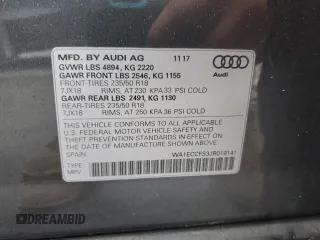 MFD. BY AUDI AG 11 17
GVWR LBS 4894, KG 2220
GAWR FRONT LBS 2546, KG 1155
FRONT-TIRES 235/50 R18
7JX18 RIMS, AT 230 KPA 33 PSI COLD
GAWR REAR LBS 2491, KG 1130
REAR-TIRES 235/50 R18
7JX18 RIMS, AT 250 KPA 36 PSI COLD
Audi
THIS VEHICLE CONFORMS TO ALL APPLICABLE
U.S. FEDERAL MOTOR VEHICLE SAFETY, BUMPER, AND
THEFT PREVENTION STANDARDS IN EFFECT ON THE
DATE OF MANUFACTURE SHOWN ABOVE.
SPAIN WA1ECCFS3JR019141
TYPE:
MPV
© autobidmaster.com